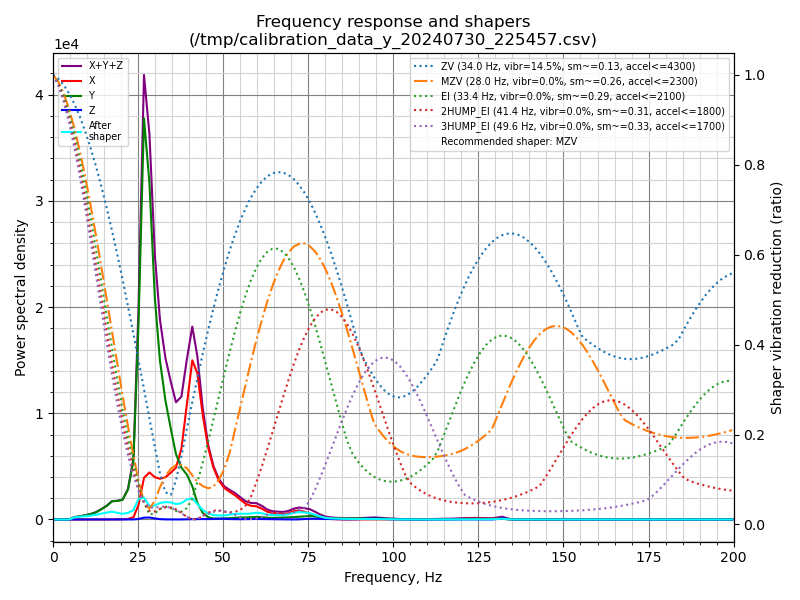 Frequency response and shapers
(/tmp/calibration_data_y_20240730_225457.csv)
1e4
X+Y+Z
X
Y
Z
After
shaper
ZV (34.0 Hz, vibr=14.5%, sm~=0.13, accel<=4300)
MZV (28.0 Hz, vibr=0.0%, sm~=0.26, accel<=2300)
EI (33.4 Hz, vibr=0.0%, sm~=0.29, accel<=2100)
2HUMP_EI (41.4 Hz, vibr=0.0%, sm~=0.31, accel<=1800)
3HUMP_EI (49.6 Hz, vibr=0.0%, sm~=0.33, accel<=1700)
Recommended shaper: MZV
Power spectral density
4
3
2
1
0
1.0
0.8
0.6
0.4
0.2
0.0
Shaper vibration reduction (ratio)
0 25 50 75 100 125 150 175 200
Frequency, Hz